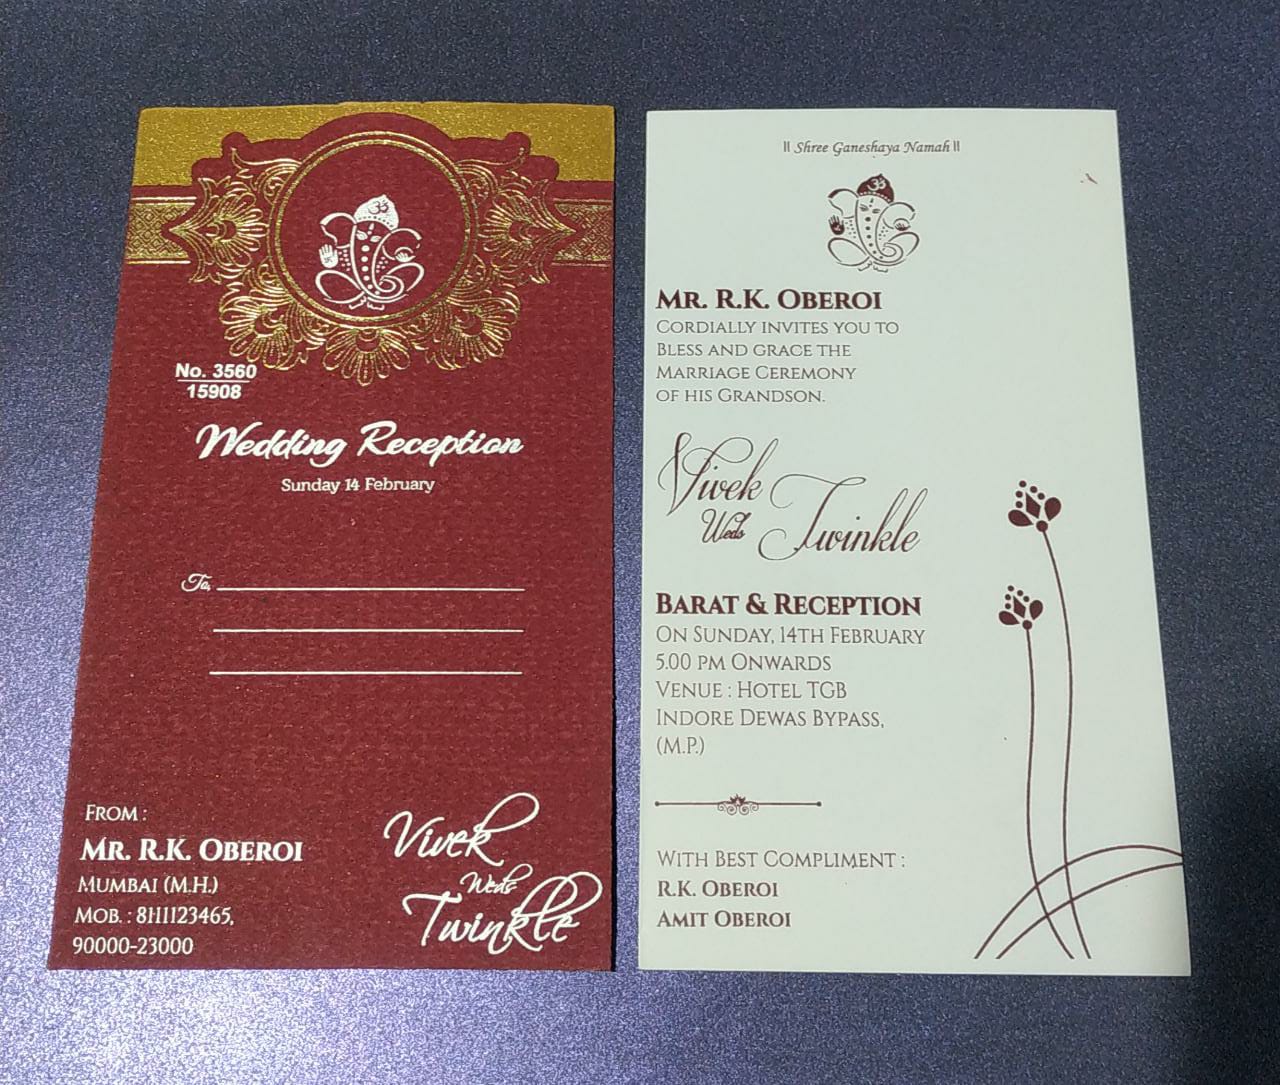 No. 3560
15908
Wedding Reception
Sunday 14 February
To,
From :
Mr. R.K. Oberoi
Mumbai (M.H.)
Mob. : 8111123465,
90000-23000
Vivek
Weds
Twinkle
॥ Shree Ganeshaya Namah ॥
Mr. R.K. Oberoi
Cordially invites you to
Bless and grace the
Marriage Ceremony
of his Grandson.
Vivek
Weds Twinkle
Barat & Reception
On Sunday, 14th February
5.00 pm Onwards
Venue : Hotel TGB
Indore Dewas Bypass,
(M.P.)
With Best Compliment :
R.K. Oberoi
Amit Oberoi